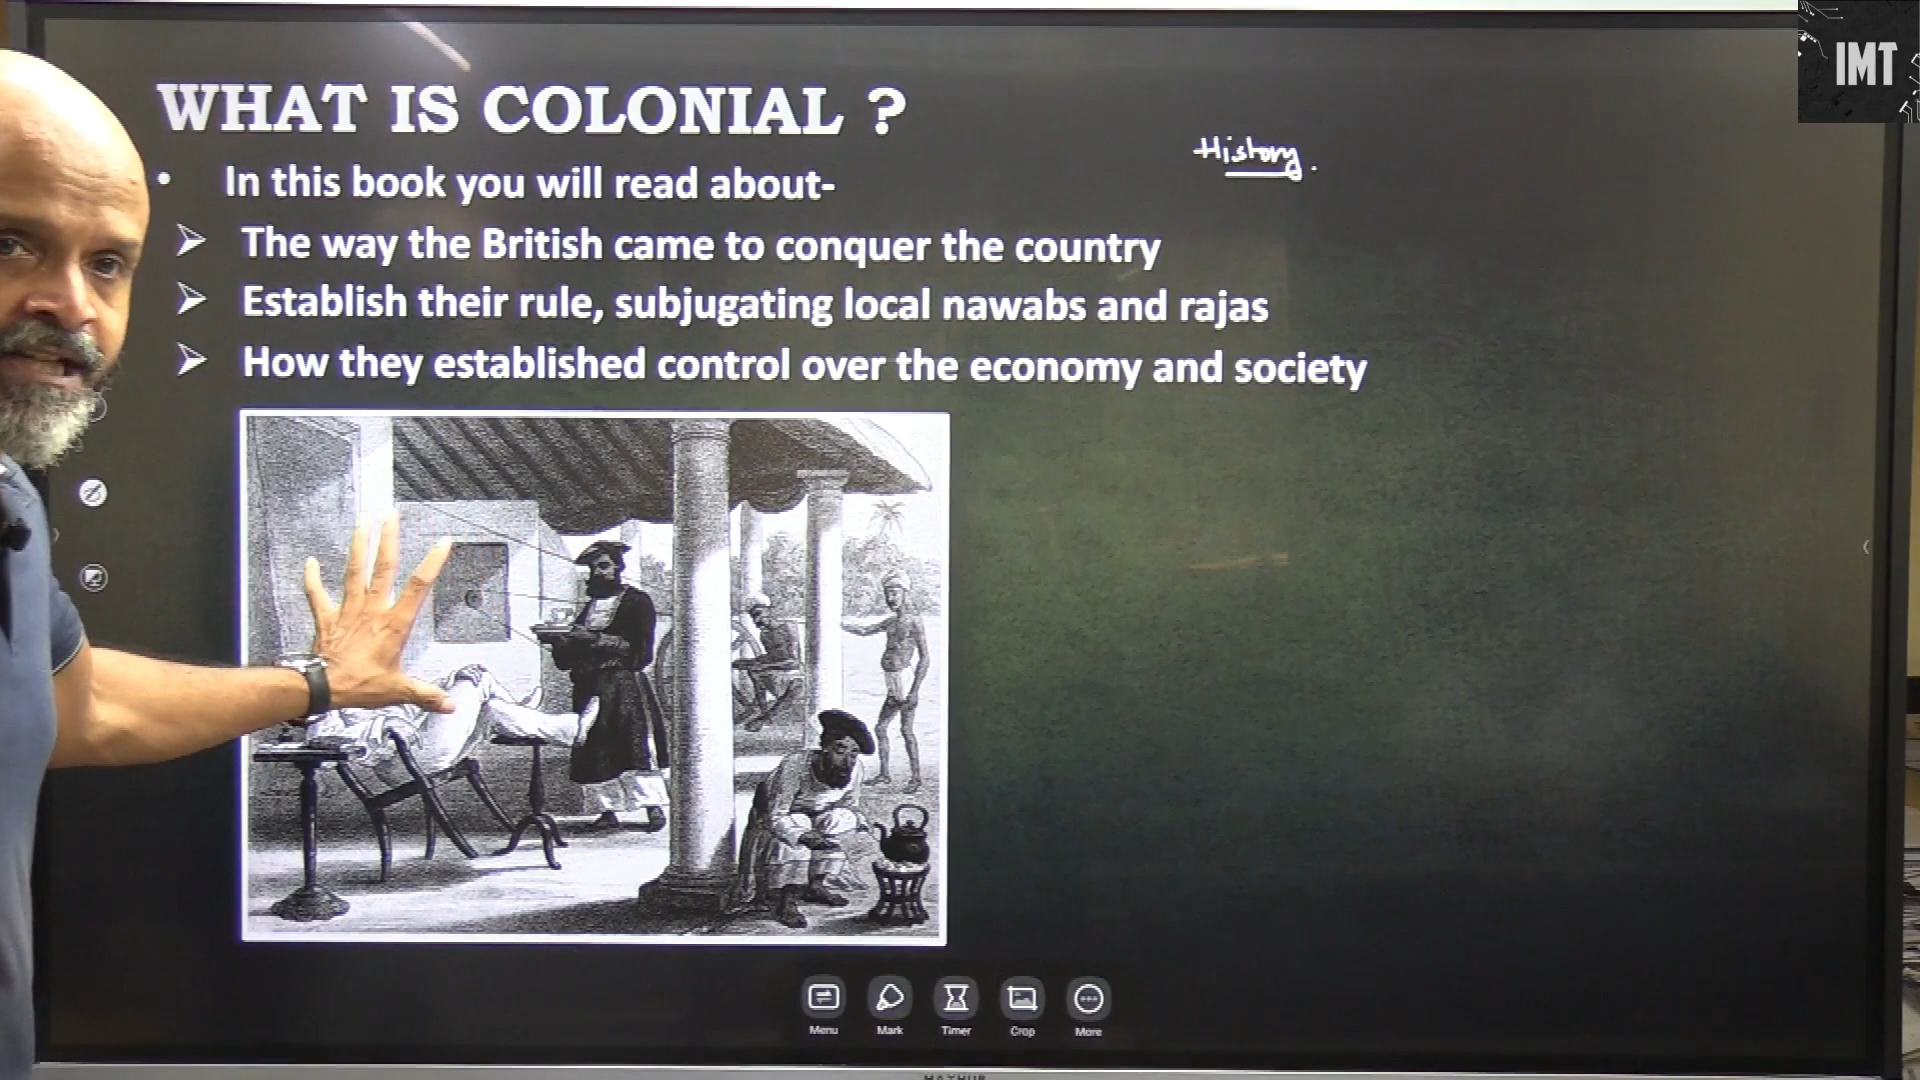 IMT
WHAT IS COLONIAL ?
History.
• In this book you will read about-
➢ The way the British came to conquer the country
➢ Establish their rule, subjugating local nawabs and rajas
➢ How they established control over the economy and society
Menu Mark Timer Crop More